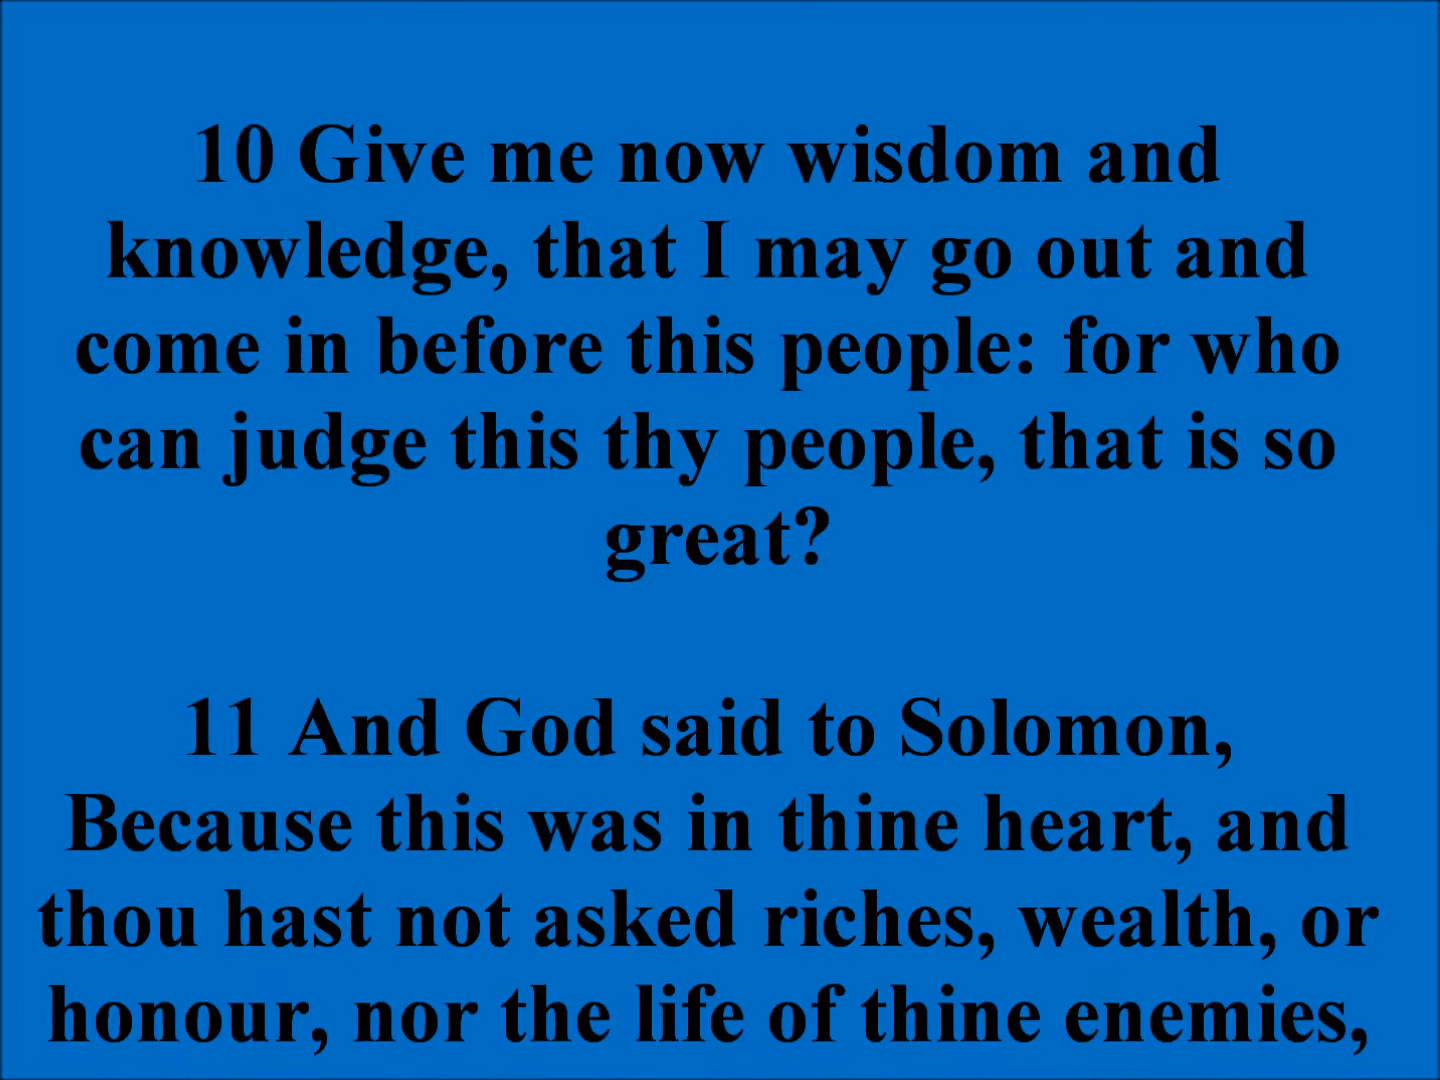 10 Give me now wisdom and
knowledge, that I may go out and
come in before this people: for who
can judge this thy people, that is so
great?
11 And God said to Solomon,
Because this was in thine heart, and
thou hast not asked riches, wealth, or
honour, nor the life of thine enemies,